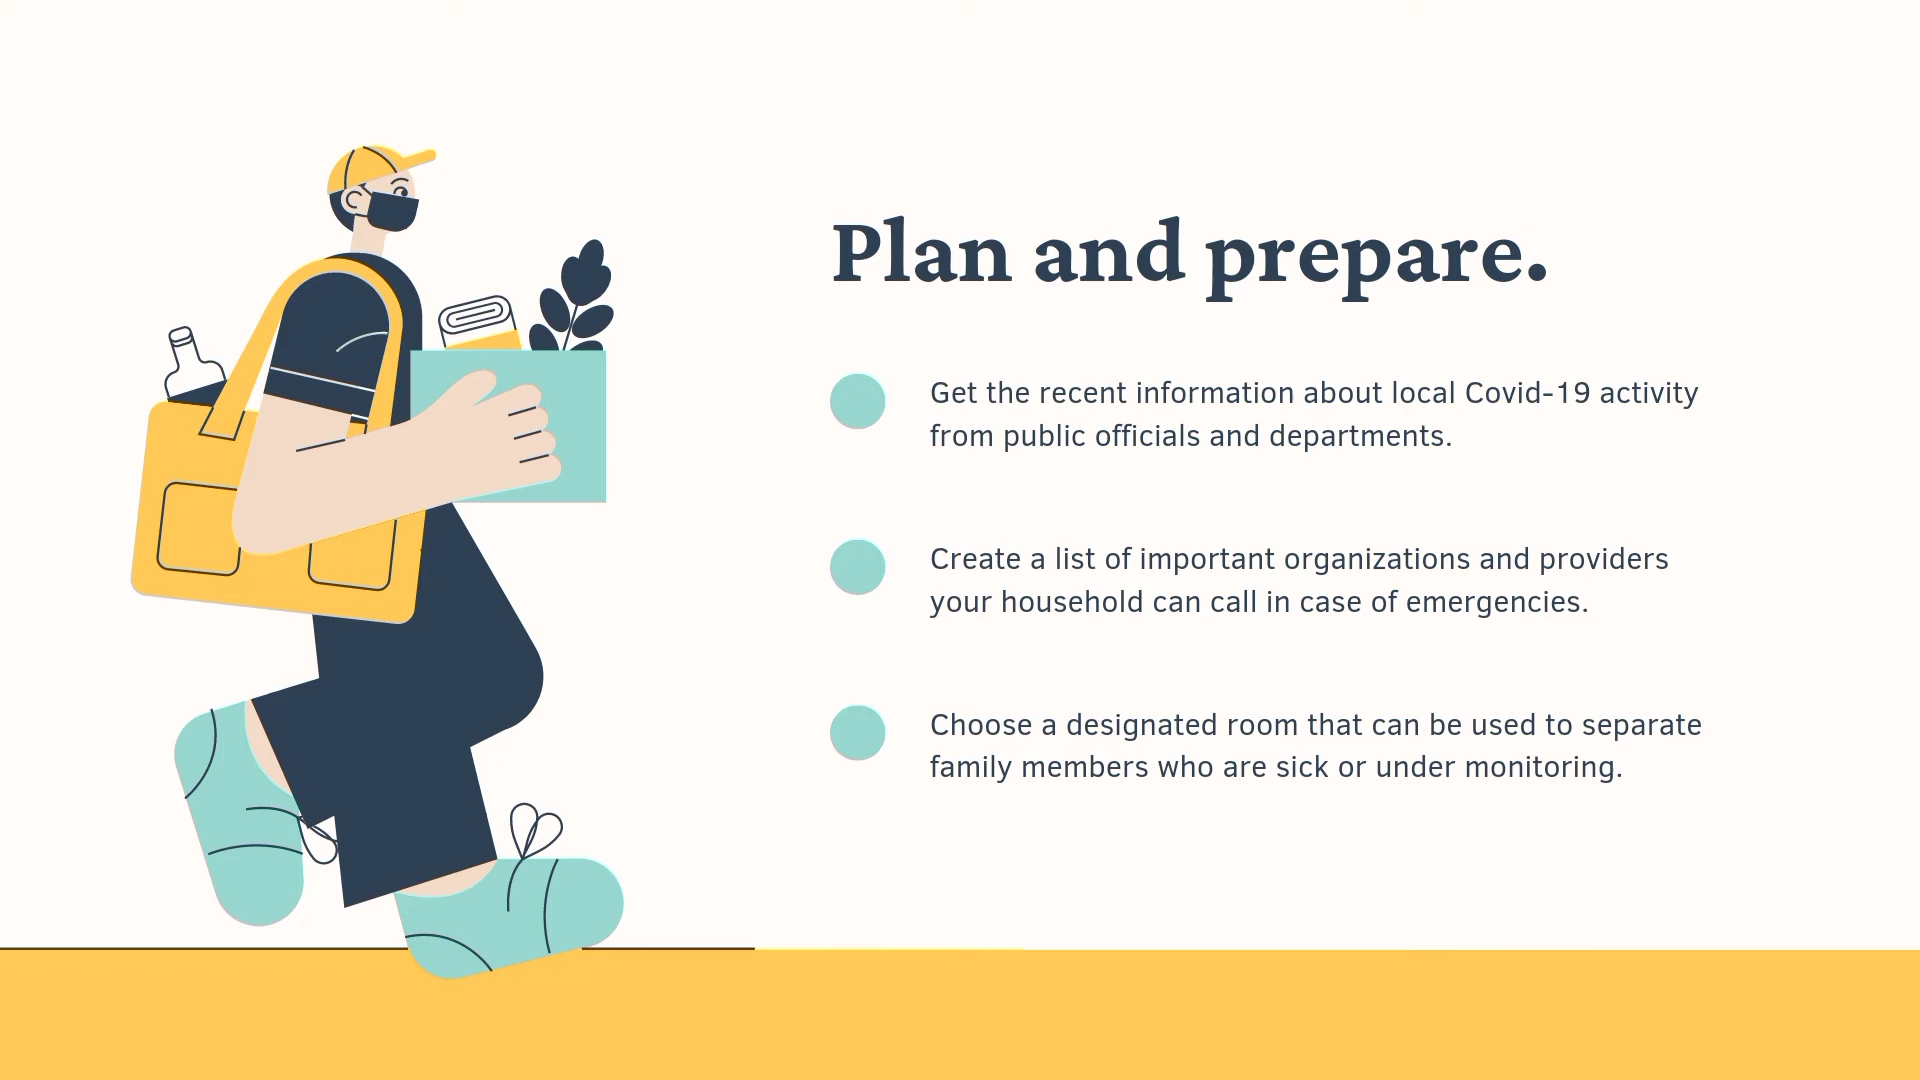 Plan and prepare.
Get the recent information about local Covid-19 activity
from public officials and departments.
Create a list of important organizations and providers
your household can call in case of emergencies.
Choose a designated room that can be used to separate
family members who are sick or under monitoring.